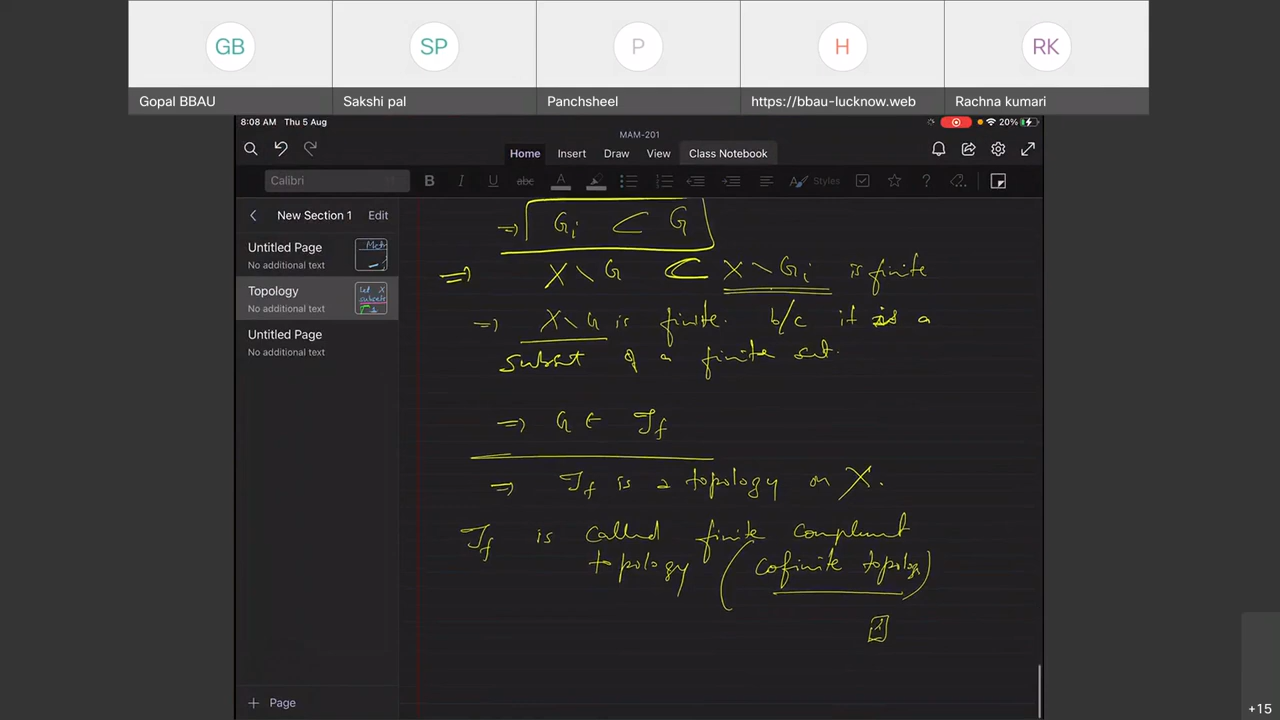 GB
SP
P
H
RK
Gopal BBAU
Sakshi pal
Panchsheel
https://bbau-lucknow.web
Rachna kumari
8:08 AM Thu 5 Aug
20%
MAM-201
Home Insert Draw View Class Notebook
Calibri
B I U abc A Styles
New Section 1 Edit
Untitled Page
No additional text
Topology
No additional text
Untitled Page
No additional text
Page
⇒ Gi ⊂ G
⇒ X \ G ⊂ X \ Gi is finite
⇒ X \ G is finite. b/c it is a
subset of a finite set.
⇒ G ∈ Tf
⇒ Tf is a topology on X.
Tf is called finite complement
topology (cofinite topology)
+15